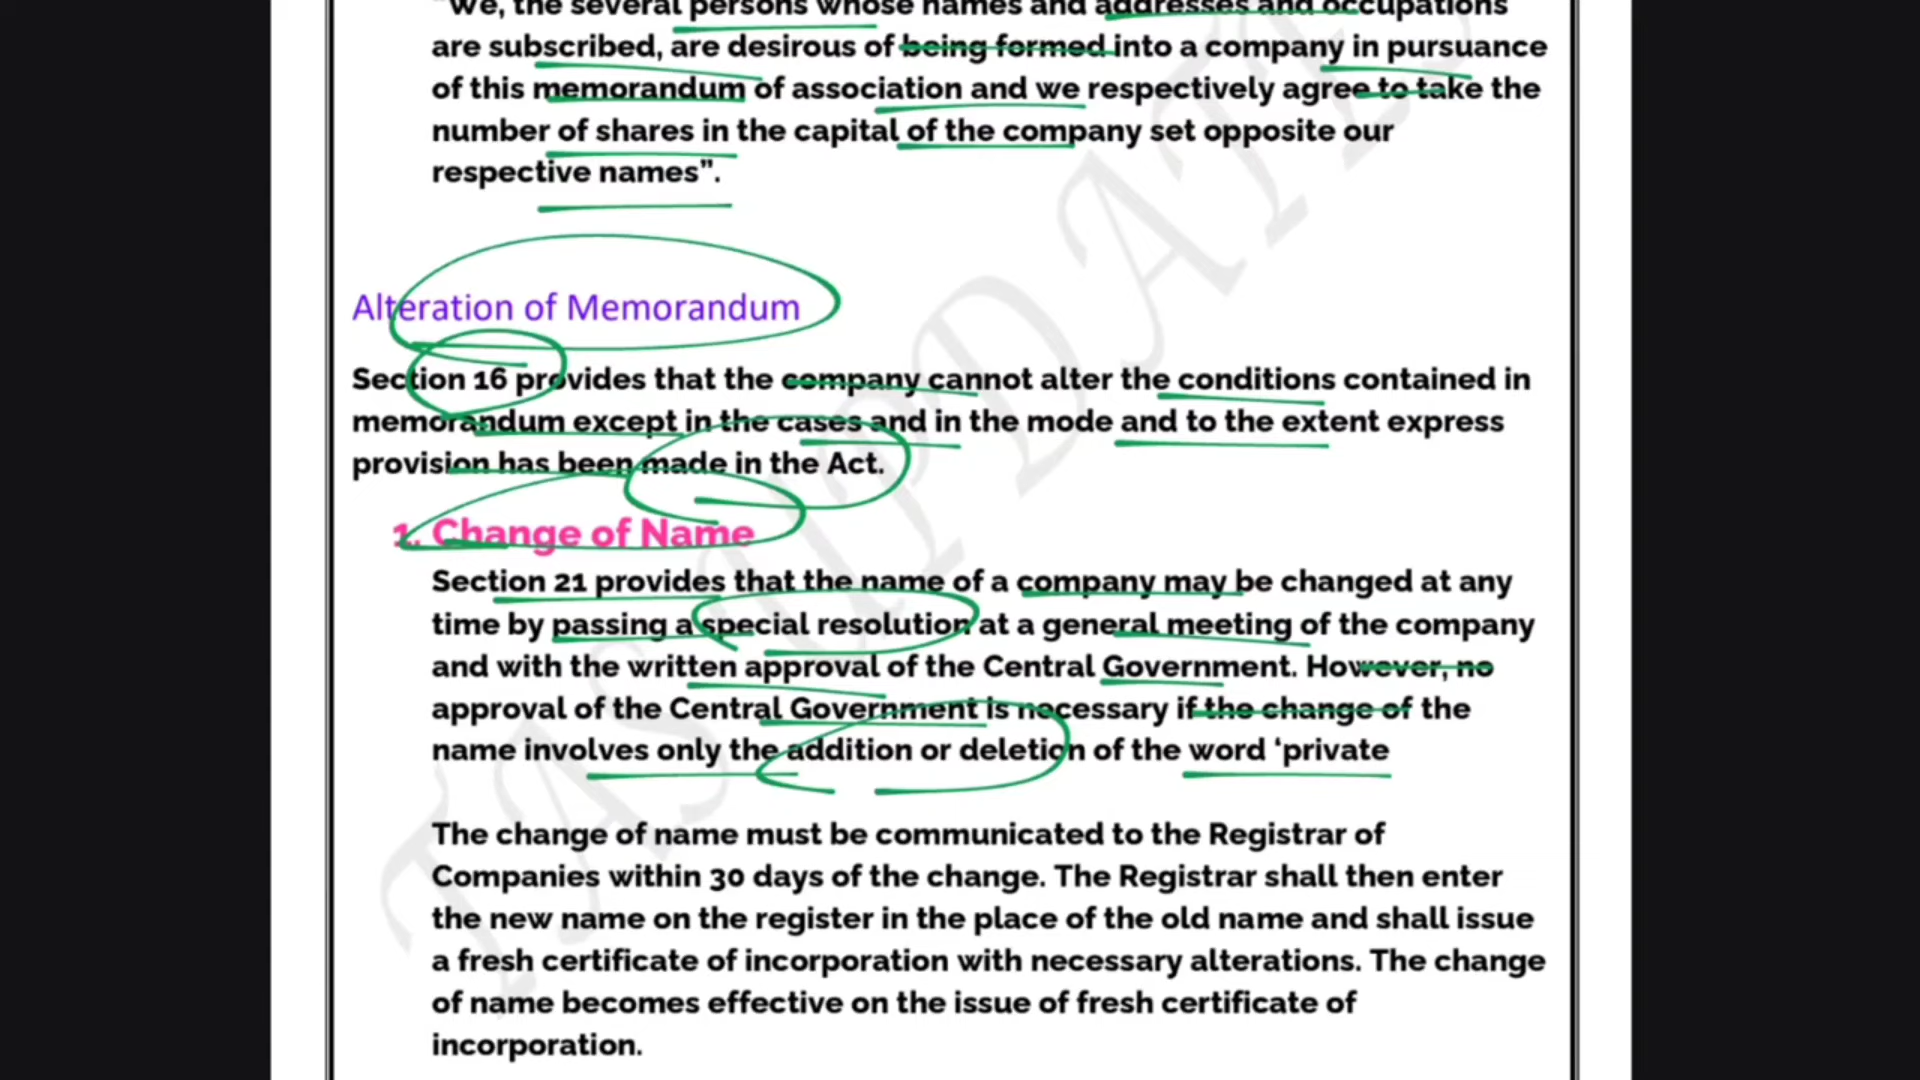 "We, the several persons whose names and addresses and occupations
are subscribed, are desirous of being formed into a company in pursuance
of this memorandum of association and we respectively agree to take the
number of shares in the capital of the company set opposite our
respective names”.
Alteration of Memorandum
Section 16 provides that the company cannot alter the conditions contained in
memorandum except in the cases and in the mode and to the extent express
provision has been made in the Act.
1. Change of Name
Section 21 provides that the name of a company may be changed at any
time by passing a special resolution at a general meeting of the company
and with the written approval of the Central Government. However, no
approval of the Central Government is necessary if the change of the
name involves only the addition or deletion of the word ‘private
The change of name must be communicated to the Registrar of
Companies within 30 days of the change. The Registrar shall then enter
the new name on the register in the place of the old name and shall issue
a fresh certificate of incorporation with necessary alterations. The change
of name becomes effective on the issue of fresh certificate of
incorporation.